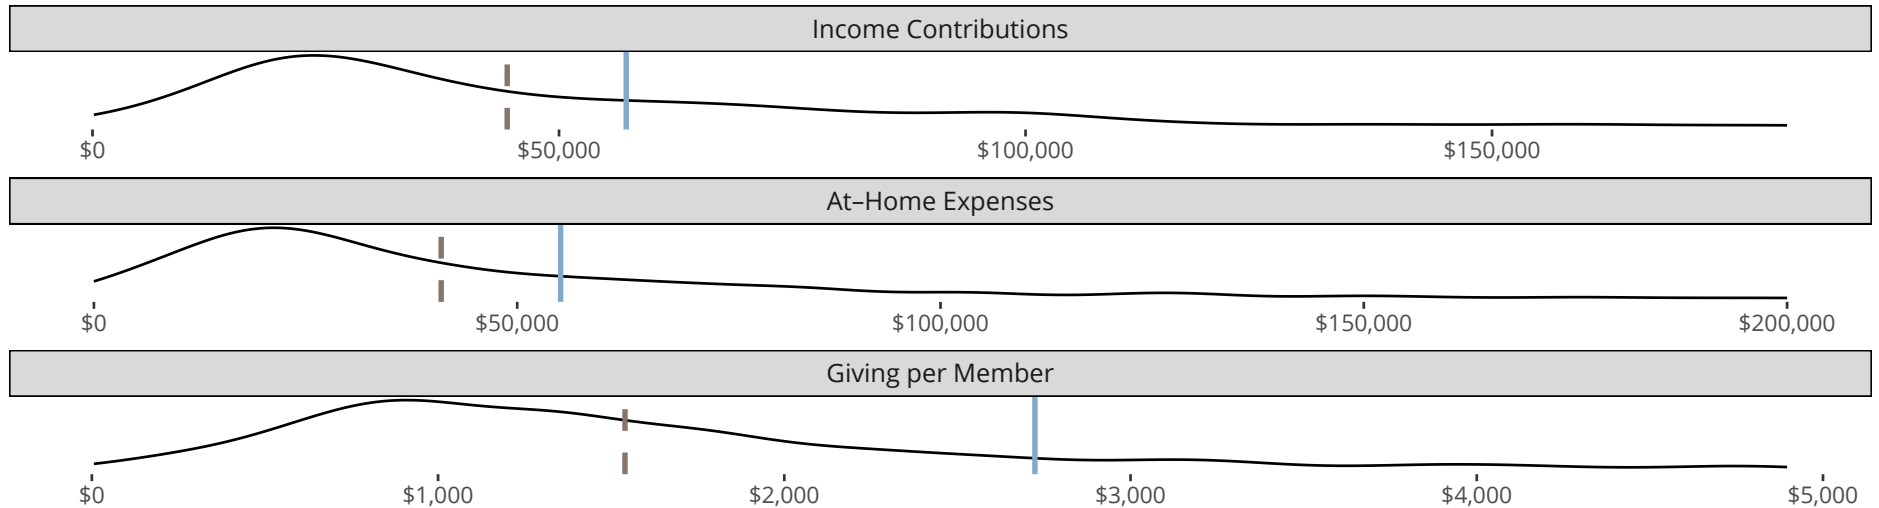 Income Contributions
$0 $50,000 $100,000 $150,000
At–Home Expenses
$0 $50,000 $100,000 $150,000 $200,000
Giving per Member
$0 $1,000 $2,000 $3,000 $4,000 $5,000